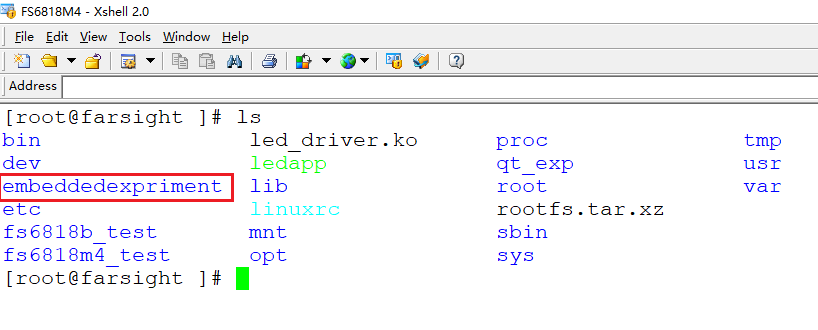 FS6818M4 - Xshell 2.0
File Edit View Tools Window Help
Address
[root@farsight ]# ls
bin led_driver.ko proc tmp
dev ledapp qt_exp usr
embeddedexpriment lib root var
etc linuxrc rootfs.tar.xz
fs6818b_test mnt sbin
fs6818m4_test opt sys
[root@farsight ]#